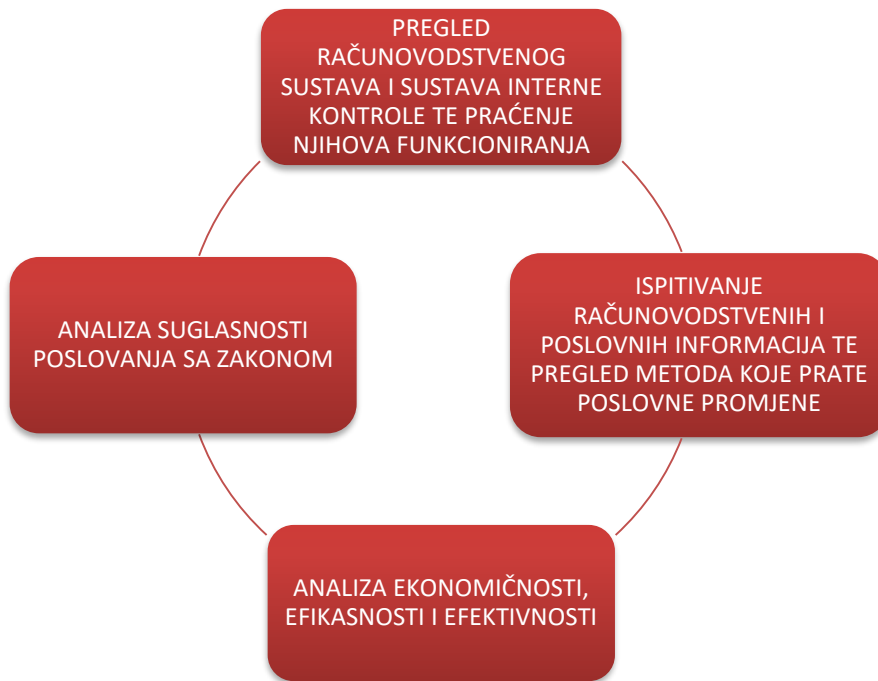 PREGLED
RAČUNOVODSTVENOG
SUSTAVA I SUSTAVA INTERNE
KONTROLE TE PRAĆENJE
NJIHOVA FUNKCIONIRANJA
ISPITIVANJE
RAČUNOVODSTVENIH I
POSLOVNIH INFORMACIJA TE
PREGLED METODA KOJE PRATE
POSLOVNE PROMJENE
ANALIZA EKONOMIČNOSTI,
EFIKASNOSTI I EFEKTIVNOSTI
ANALIZA SUGLASNOSTI
POSLOVANJA SA ZAKONOM